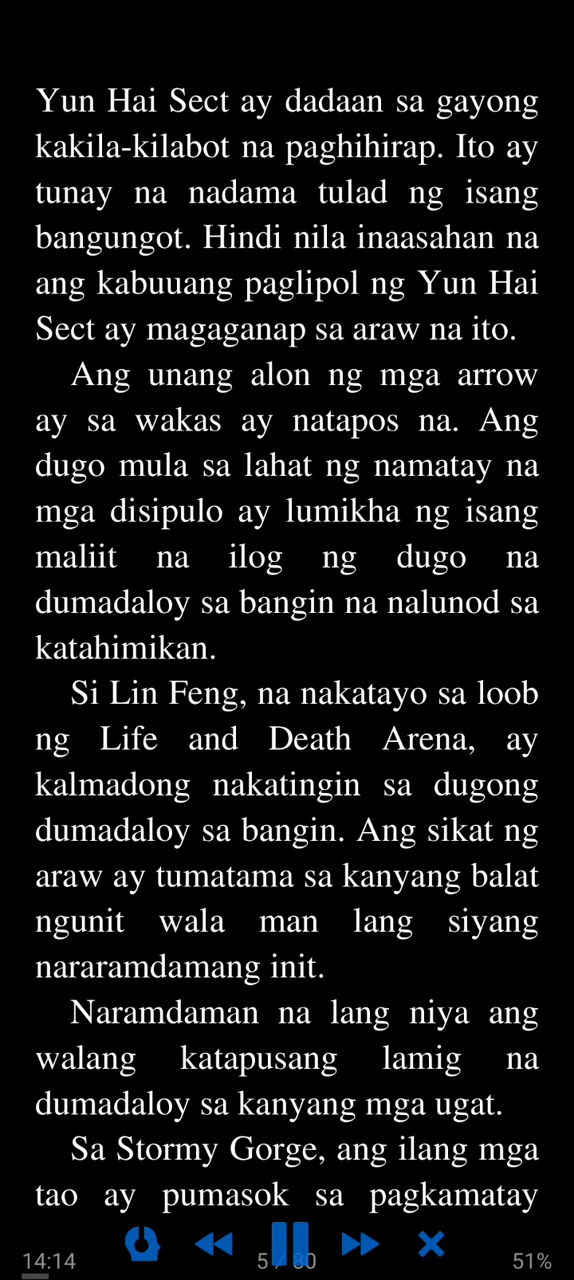 Yun Hai Sect ay dadaan sa gayong
kakila-kilabot na paghihirap. Ito ay
tunay na nadama tulad ng isang
bangungot. Hindi nila inaasahan na
ang kabuuang paglipol ng Yun Hai
Sect ay magaganap sa araw na ito.
Ang unang alon ng mga arrow
ay sa wakas ay natapos na. Ang
dugo mula sa lahat ng namatay na
mga disipulo ay lumikha ng isang
maliit na ilog ng dugo na
dumadaloy sa bangin na nalunod sa
katahimikan.
Si Lin Feng, na nakatayo sa loob
ng Life and Death Arena, ay
kalmadong nakatingin sa dugong
dumadaloy sa bangin. Ang sikat ng
araw ay tumatama sa kanyang balat
ngunit wala man lang siyang
nararamdamang init.
Naramdaman na lang niya ang
walang katapusang lamig na
dumadaloy sa kanyang mga ugat.
Sa Stormy Gorge, ang ilang mga
tao ay pumasok sa pagkamatay
14:14 5 / 80 51%